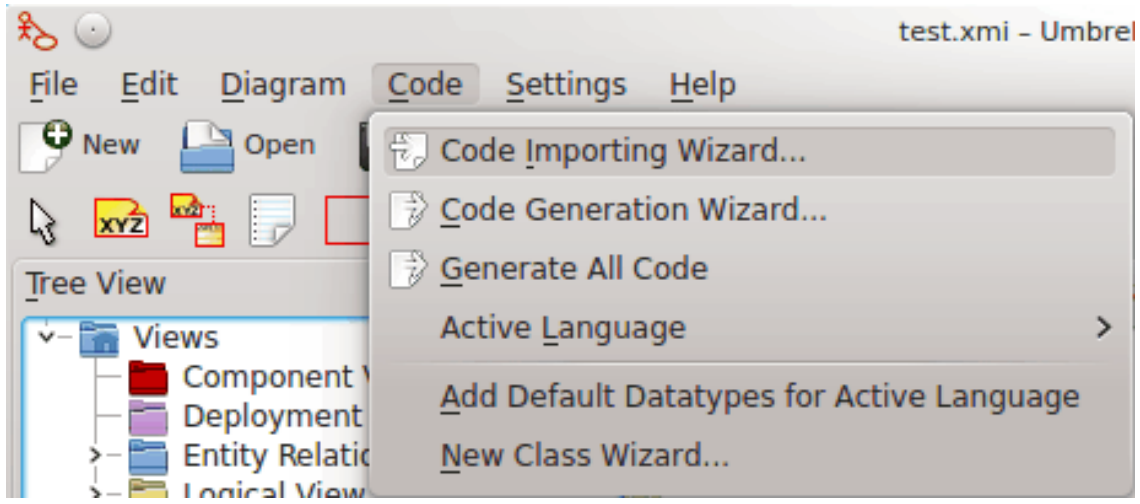 test.xmi – Umbrel
File Edit Diagram Code Settings Help
New Open
XYZ
Tree View
Views
Component
Deployment
Entity Relatio
Logical View
Code Importing Wizard...
Code Generation Wizard...
Generate All Code
Active Language
Add Default Datatypes for Active Language
New Class Wizard...